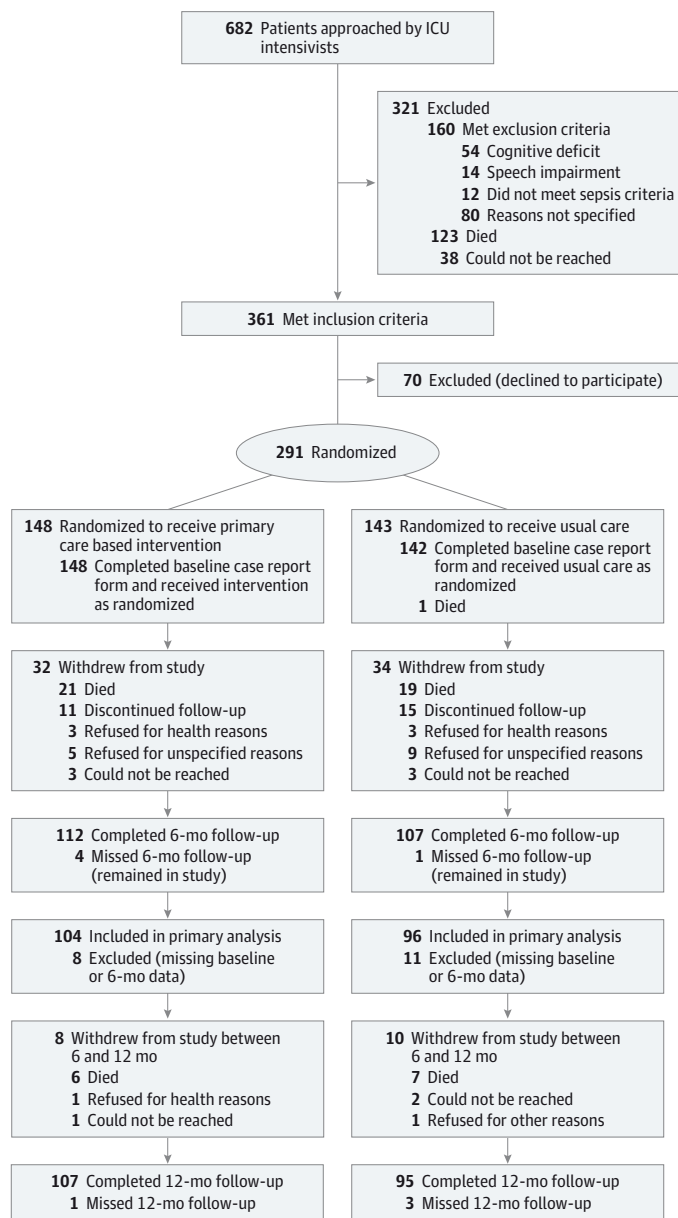 682 Patients approached by ICU
intensivists
321 Excluded
160 Met exclusion criteria
54 Cognitive deficit
14 Speech impairment
12 Did not meet sepsis criteria
80 Reasons not specified
123 Died
38 Could not be reached
361 Met inclusion criteria
70 Excluded (declined to participate)
291 Randomized
148 Randomized to receive primary
care based intervention
148 Completed baseline case report
form and received intervention
as randomized
143 Randomized to receive usual care
142 Completed baseline case report
form and received usual care as
randomized
1 Died
32 Withdrew from study
21 Died
11 Discontinued follow-up
3 Refused for health reasons
5 Refused for unspecified reasons
3 Could not be reached
34 Withdrew from study
19 Died
15 Discontinued follow-up
3 Refused for health reasons
9 Refused for unspecified reasons
3 Could not be reached
112 Completed 6-mo follow-up
4 Missed 6-mo follow-up
(remained in study)
107 Completed 6-mo follow-up
1 Missed 6-mo follow-up
(remained in study)
104 Included in primary analysis
8 Excluded (missing baseline
or 6-mo data)
96 Included in primary analysis
11 Excluded (missing baseline
or 6-mo data)
8 Withdrew from study between
6 and 12 mo
6 Died
1 Refused for health reasons
1 Could not be reached
10 Withdrew from study between
6 and 12 mo
7 Died
2 Could not be reached
1 Refused for other reasons
107 Completed 12-mo follow-up
1 Missed 12-mo follow-up
95 Completed 12-mo follow-up
3 Missed 12-mo follow-up